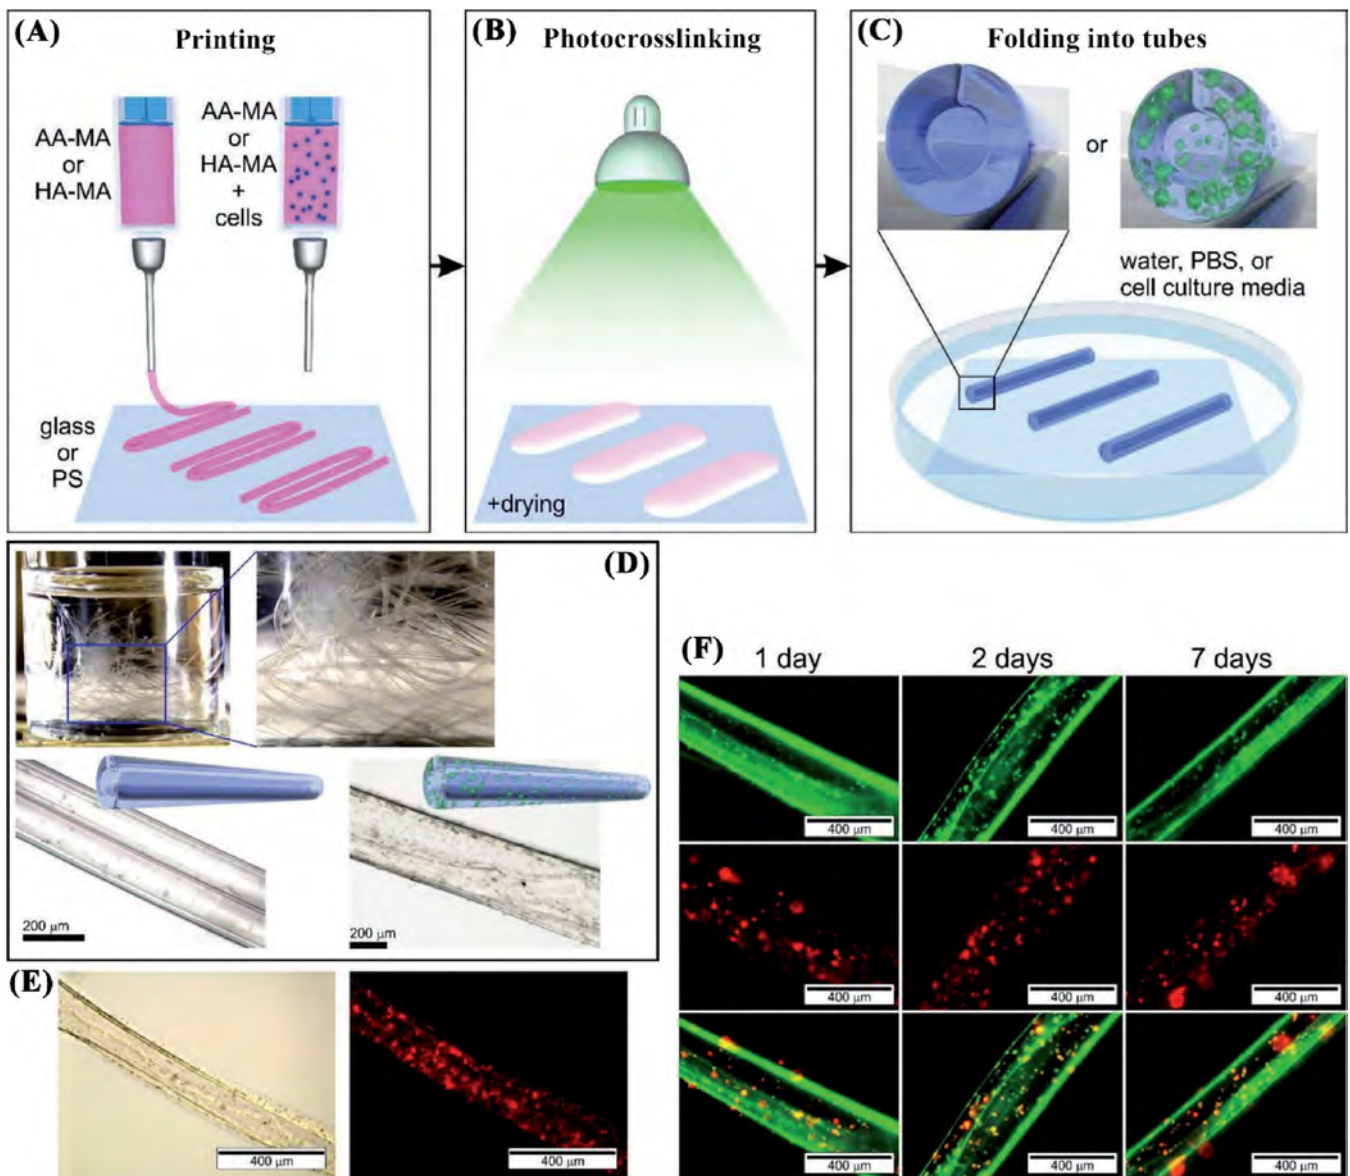 (A)
Printing
AA-MA
or
HA-MA
AA-MA
or
HA-MA
+
cells
glass
or
PS
(B)
Photocrosslinking
+drying
(C)
Folding into tubes
or
water, PBS, or
cell culture media
(D)
200 μm
200 μm
(E)
400 μm
400 μm
(F)
1 day
2 days
7 days
400 μm
400 μm
400 μm
400 μm
400 μm
400 μm
400 μm
400 μm
400 μm